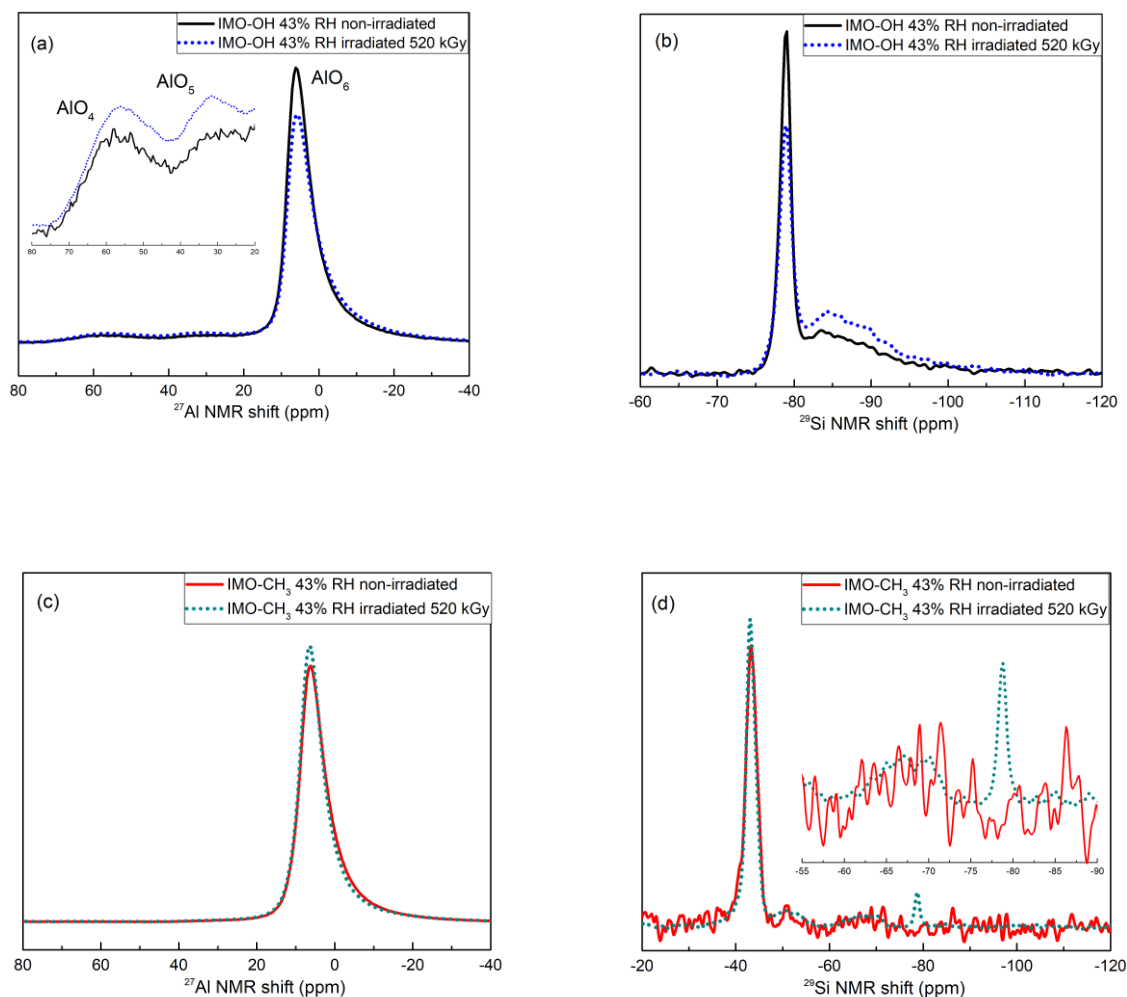 (a)
IMO-OH 43% RH non-irradiated
IMO-OH 43% RH irradiated 520 kGy
AlO₄
AlO₅
AlO₆
80 70 60 50 40 30 20
80 60 40 20 0 -20 -40
²⁷Al NMR shift (ppm)
(b)
IMO-OH 43% RH non-irradiated
IMO-OH 43% RH irradiated 520 kGy
-60 -70 -80 -90 -100 -110 -120
²⁹Si NMR shift (ppm)
(c)
IMO-CH₃ 43% RH non-irradiated
IMO-CH₃ 43% RH irradiated 520 kGy
80 60 40 20 0 -20 -40
²⁷Al NMR shift (ppm)
(d)
IMO-CH₃ 43% RH non-irradiated
IMO-CH₃ 43% RH irradiated 520 kGy
-55 -60 -65 -70 -75 -80 -85 -90
-20 -40 -60 -80 -100 -120
²⁹Si NMR shift (ppm)